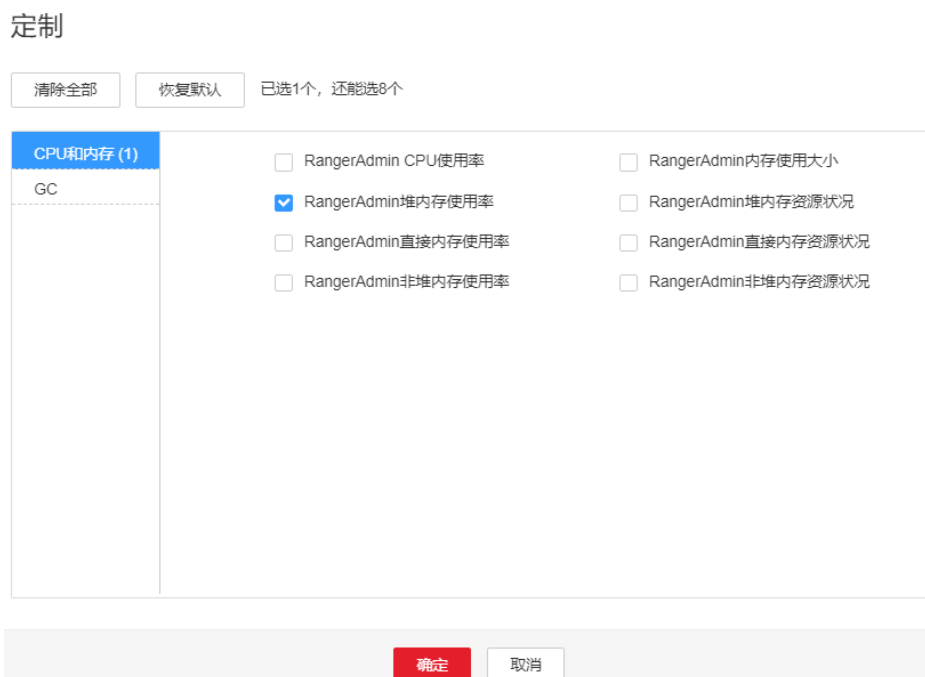 定制
清除全部 恢复默认 已选1个，还能选8个
CPU和内存 (1)
GC
RangerAdmin CPU使用率 RangerAdmin内存使用大小
RangerAdmin堆内存使用率 RangerAdmin堆内存资源状况
RangerAdmin直接内存使用率 RangerAdmin直接内存资源状况
RangerAdmin非堆内存使用率 RangerAdmin非堆内存资源状况
确定 取消